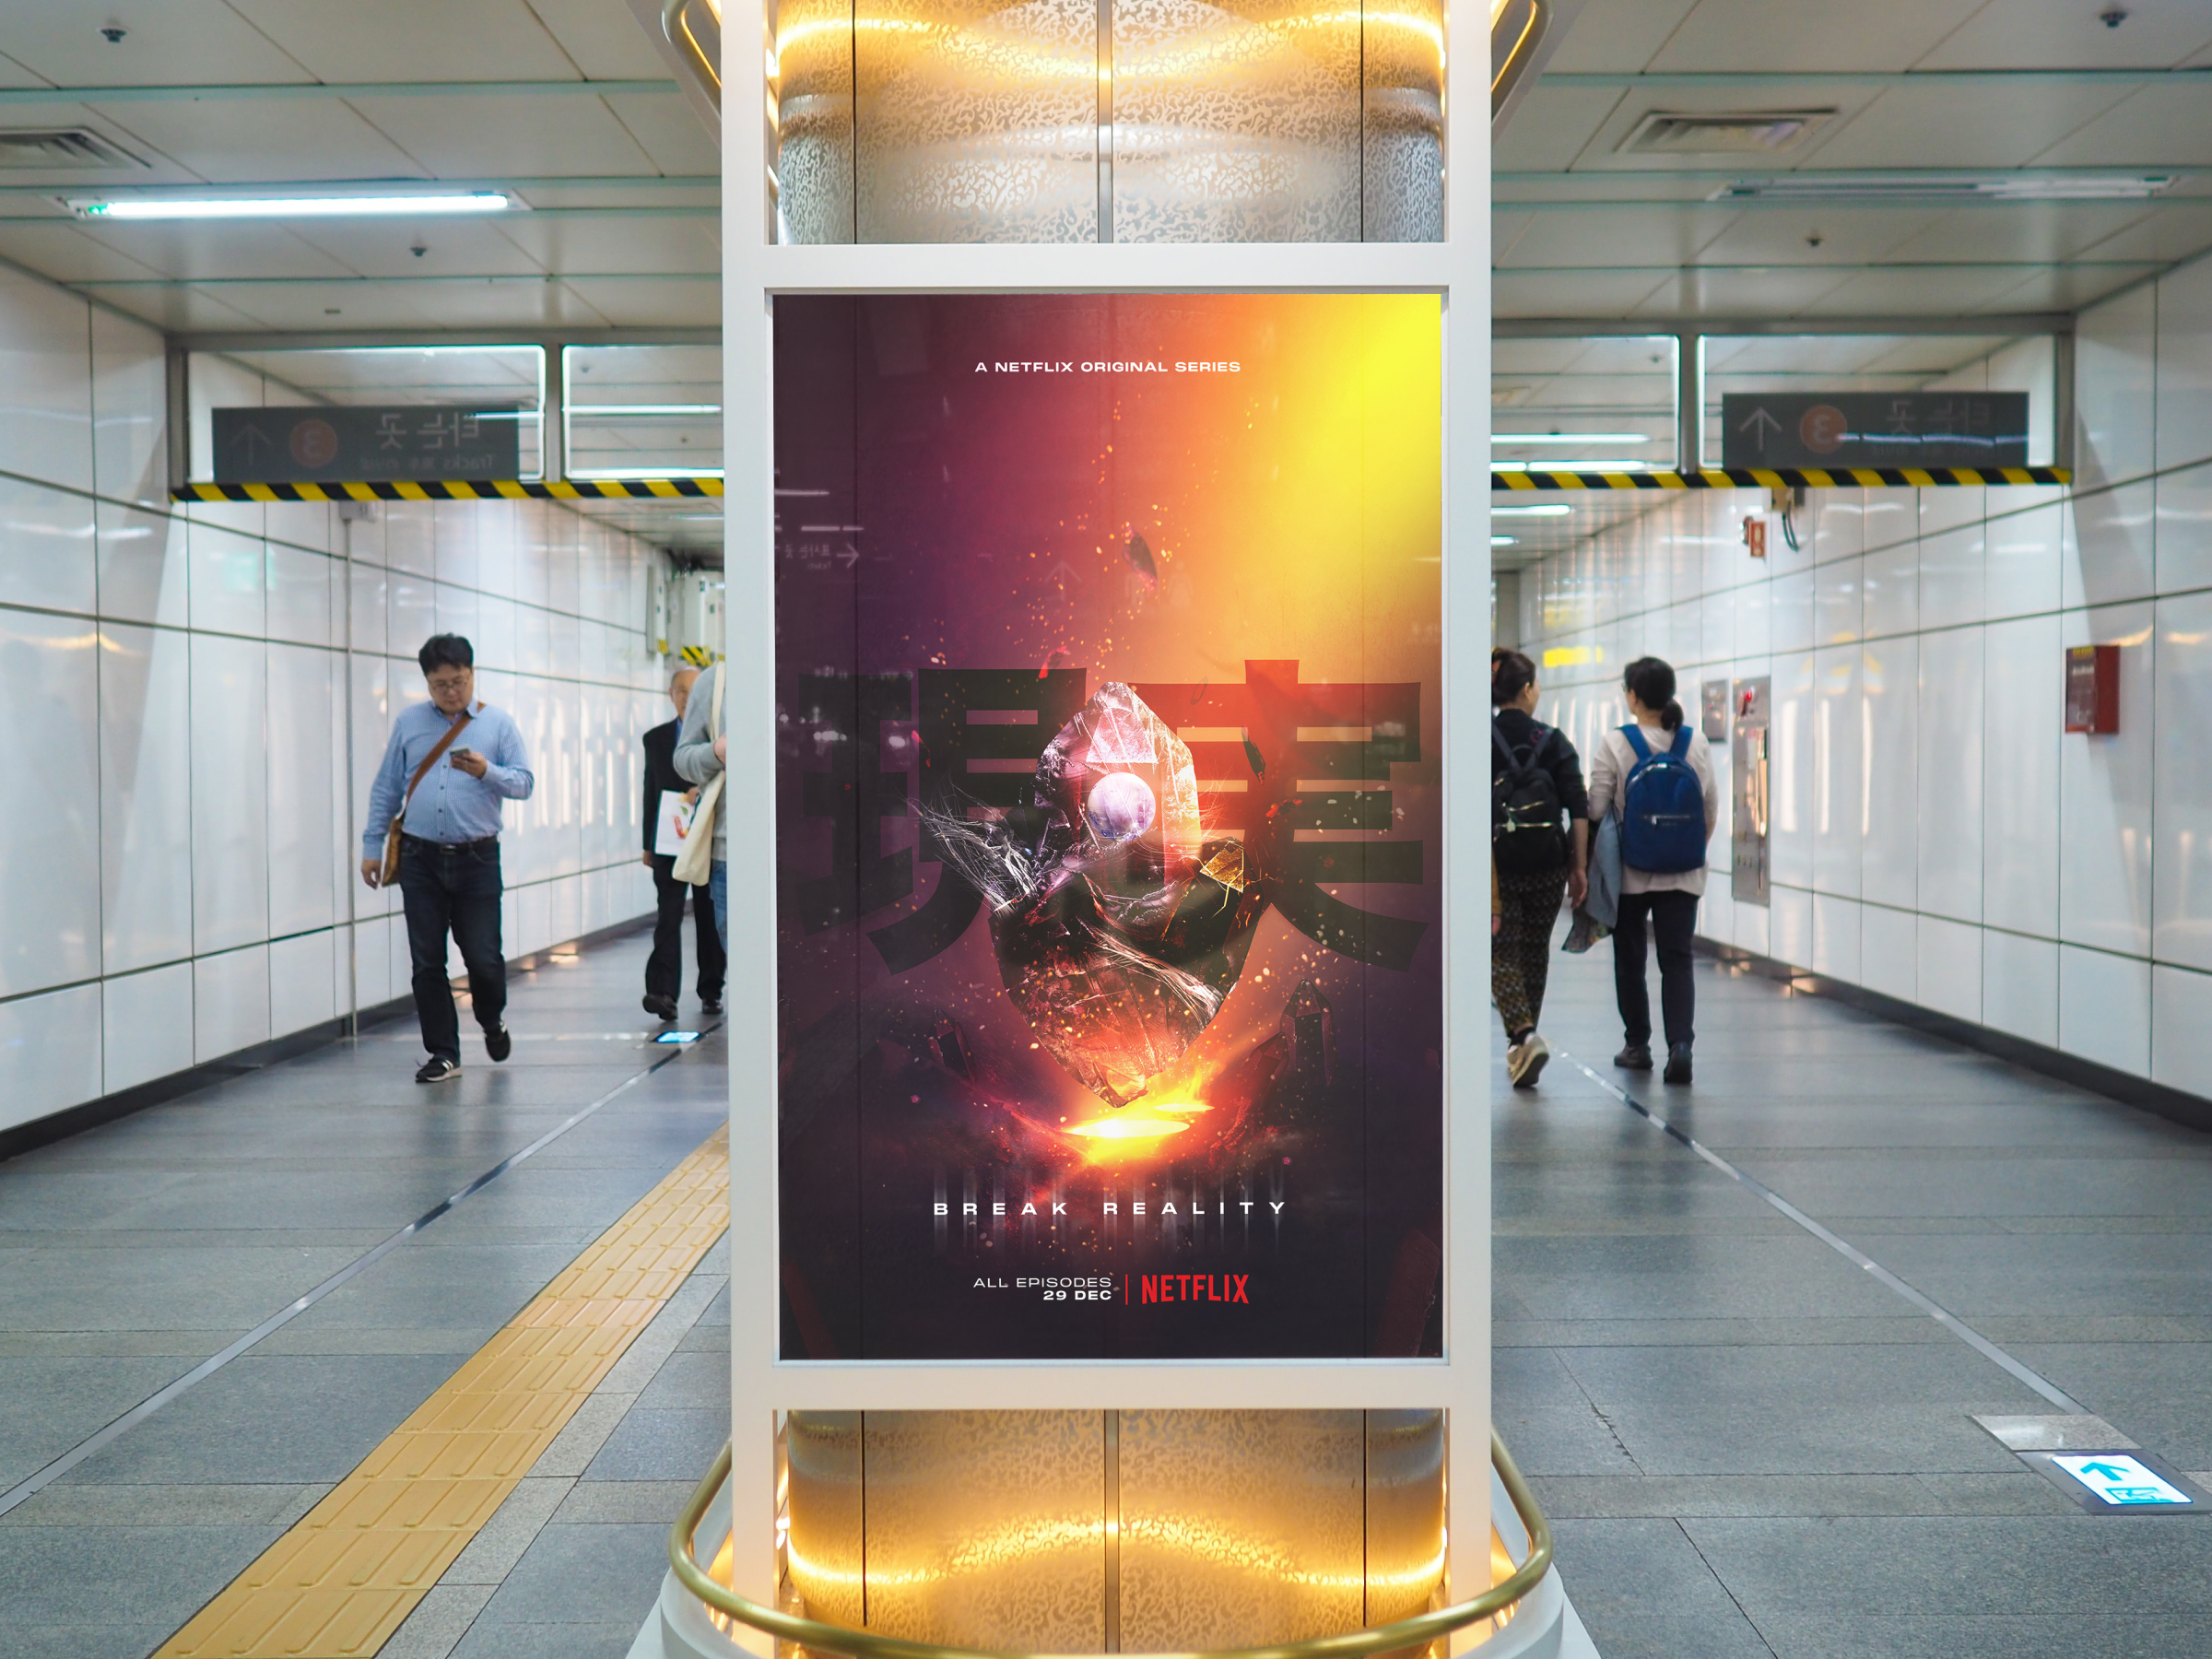 A NETFLIX ORIGINAL SERIES
現実
BREAK REALITY
ALL EPISODES
29 DEC
NETFLIX
타는 곳 3
Tracks
타는 곳 3